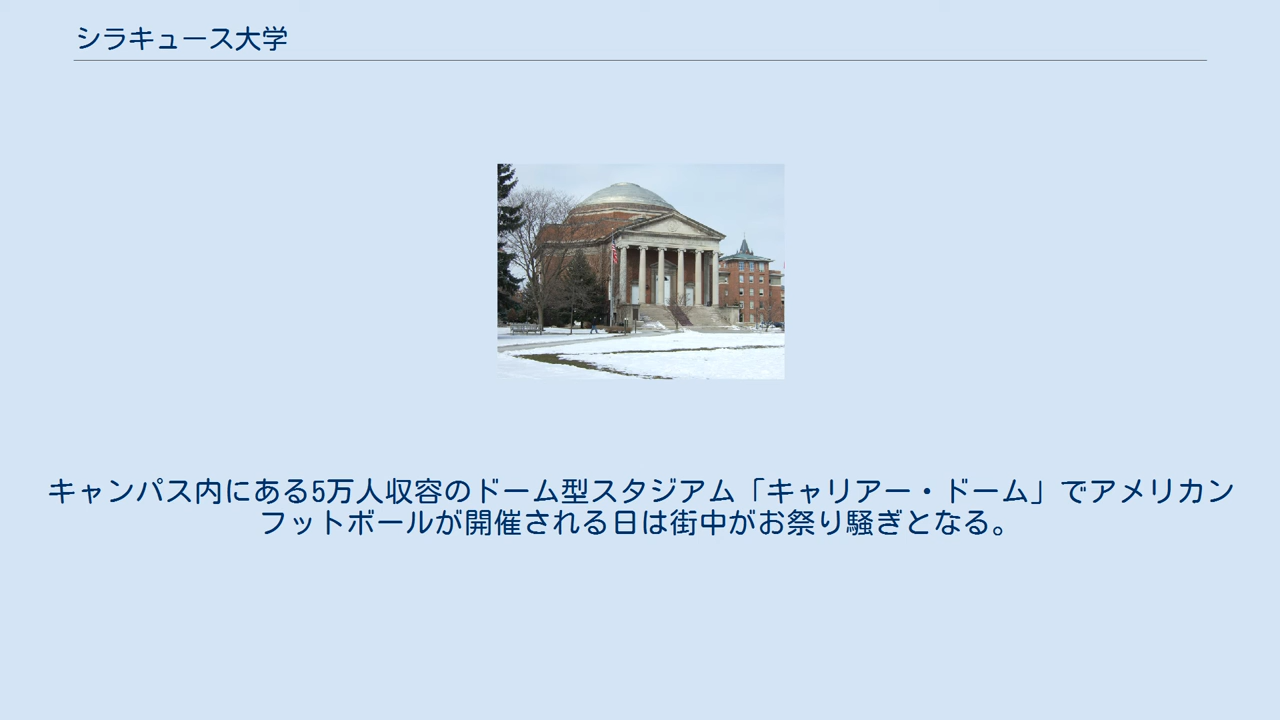 シラキュース大学
キャンパス内にある5万人収容のドーム型スタジアム「キャリアー・ドーム」でアメリカン
フットボールが開催される日は街中がお祭り騒ぎとなる。